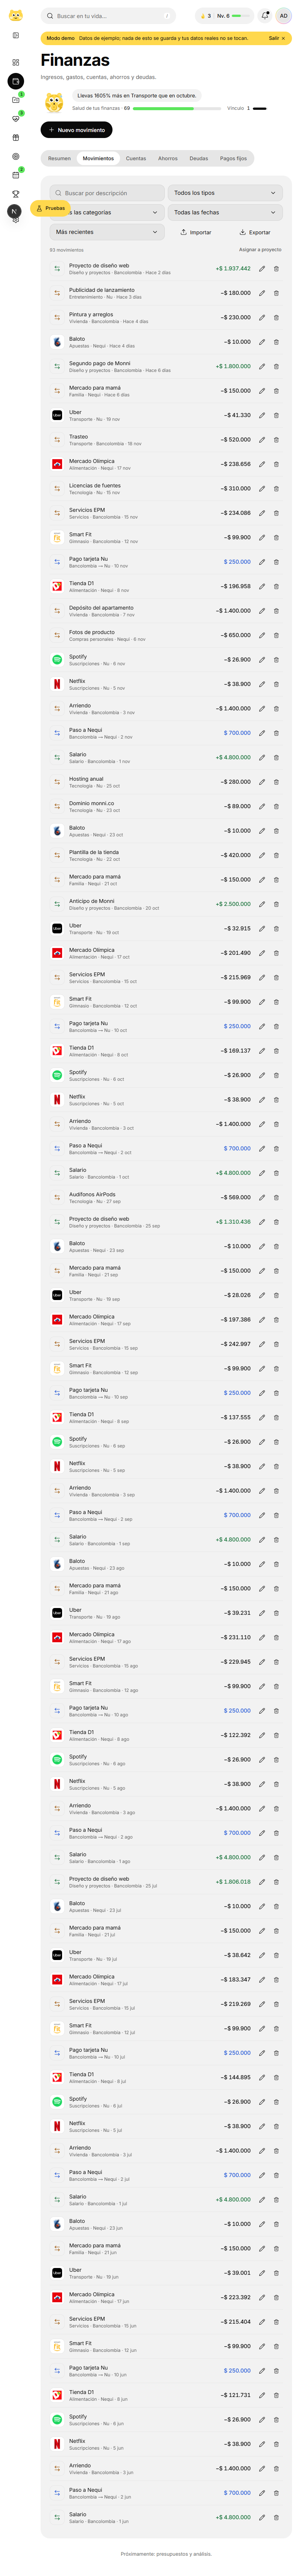 Buscar en tu vida...
/
3
Nv. 6
AD
Modo demo Datos de ejemplo, nada de esto se guarda y tus datos reales no se tocan.
Salir ×
Finanzas
Ingresos, gastos, cuentas, ahorros y deudas.
Llevas 1605% más en Transporte que en octubre.
Salud de tus finanzas · 69
Vínculo 1
+ Nuevo movimiento
Resumen
Movimientos
Cuentas
Ahorros
Deudas
Pagos fijos
Pruebas
N
Buscar por descripción
Todos los tipos
s las categorías
Todas las fechas
Más recientes
Importar
Exportar
93 movimientos
Asignar a proyecto
Proyecto de diseño web
+$ 1.937.442
Diseño y proyectos · Bancolombia · Hace 2 días
Publicidad de lanzamiento
−$ 180.000
Entretenimiento · Nu · Hace 3 días
Pintura y arreglos
−$ 230.000
Vivienda · Bancolombia · Hace 4 días
Baloto
−$ 10.000
Apuestas · Nequi · Hace 4 días
Segundo pago de Monni
+$ 1.800.000
Diseño y proyectos · Bancolombia · Hace 6 días
Mercado para mamá
−$ 150.000
Familia · Nequi · Hace 6 días
Uber
−$ 41.330
Transporte · Nu · 19 nov
Trasteo
−$ 520.000
Transporte · Bancolombia · 18 nov
Mercado Olímpica
−$ 238.656
Alimentación · Nequi · 17 nov
Licencias de fuentes
−$ 310.000
Tecnología · Nu · 15 nov
Servicios EPM
−$ 234.086
Servicios · Bancolombia · 15 nov
Smart Fit
−$ 99.900
Gimnasio · Bancolombia · 12 nov
Pago tarjeta Nu
$ 250.000
Bancolombia → Nu · 10 nov
Tienda D1
−$ 196.958
Alimentación · Nequi · 8 nov
Depósito del apartamento
−$ 1.400.000
Vivienda · Bancolombia · 7 nov
Fotos de producto
−$ 650.000
Compras personales · Nequi · 6 nov
Spotify
−$ 26.900
Suscripciones · Nu · 6 nov
Netflix
−$ 38.900
Suscripciones · Nu · 5 nov
Arriendo
−$ 1.400.000
Vivienda · Bancolombia · 3 nov
Paso a Nequi
$ 700.000
Bancolombia → Nequi · 2 nov
Salario
+$ 4.800.000
Salario · Bancolombia · 1 nov
Hosting anual
−$ 280.000
Tecnología · Nu · 25 oct
Dominio monni.co
−$ 89.000
Tecnología · Nu · 23 oct
Baloto
−$ 10.000
Apuestas · Nequi · 23 oct
Plantilla de la tienda
−$ 420.000
Tecnología · Nu · 22 oct
Mercado para mamá
−$ 150.000
Familia · Nequi · 21 oct
Anticipo de Monni
+$ 2.500.000
Diseño y proyectos · Bancolombia · 20 oct
Uber
−$ 32.915
Transporte · Nu · 19 oct
Mercado Olímpica
−$ 201.490
Alimentación · Nequi · 17 oct
Servicios EPM
−$ 215.969
Servicios · Bancolombia · 15 oct
Smart Fit
−$ 99.900
Gimnasio · Bancolombia · 12 oct
Pago tarjeta Nu
$ 250.000
Bancolombia → Nu · 10 oct
Tienda D1
−$ 169.137
Alimentación · Nequi · 8 oct
Spotify
−$ 26.900
Suscripciones · Nu · 6 oct
Netflix
−$ 38.900
Suscripciones · Nu · 5 oct
Arriendo
−$ 1.400.000
Vivienda · Bancolombia · 3 oct
Paso a Nequi
$ 700.000
Bancolombia → Nequi · 2 oct
Salario
+$ 4.800.000
Salario · Bancolombia · 1 oct
Audífonos AirPods
−$ 569.000
Tecnología · Nu · 27 sep
Proyecto de diseño web
+$ 1.310.436
Diseño y proyectos · Bancolombia · 25 sep
Baloto
−$ 10.000
Apuestas · Nequi · 23 sep
Mercado para mamá
−$ 150.000
Familia · Nequi · 21 sep
Uber
−$ 28.026
Transporte · Nu · 19 sep
Mercado Olímpica
−$ 197.386
Alimentación · Nequi · 17 sep
Servicios EPM
−$ 242.997
Servicios · Bancolombia · 15 sep
Smart Fit
−$ 99.900
Gimnasio · Bancolombia · 12 sep
Pago tarjeta Nu
$ 250.000
Bancolombia → Nu · 10 sep
Tienda D1
−$ 137.555
Alimentación · Nequi · 8 sep
Spotify
−$ 26.900
Suscripciones · Nu · 6 sep
Netflix
−$ 38.900
Suscripciones · Nu · 5 sep
Arriendo
−$ 1.400.000
Vivienda · Bancolombia · 3 sep
Paso a Nequi
$ 700.000
Bancolombia → Nequi · 2 sep
Salario
+$ 4.800.000
Salario · Bancolombia · 1 sep
Baloto
−$ 10.000
Apuestas · Nequi · 23 ago
Mercado para mamá
−$ 150.000
Familia · Nequi · 21 ago
Uber
−$ 39.231
Transporte · Nu · 19 ago
Mercado Olímpica
−$ 231.110
Alimentación · Nequi · 17 ago
Servicios EPM
−$ 229.945
Servicios · Bancolombia · 15 ago
Smart Fit
−$ 99.900
Gimnasio · Bancolombia · 12 ago
Pago tarjeta Nu
$ 250.000
Bancolombia → Nu · 10 ago
Tienda D1
−$ 122.392
Alimentación · Nequi · 8 ago
Spotify
−$ 26.900
Suscripciones · Nu · 6 ago
Netflix
−$ 38.900
Suscripciones · Nu · 5 ago
Arriendo
−$ 1.400.000
Vivienda · Bancolombia · 3 ago
Paso a Nequi
$ 700.000
Bancolombia → Nequi · 2 ago
Salario
+$ 4.800.000
Salario · Bancolombia · 1 ago
Proyecto de diseño web
+$ 1.806.018
Diseño y proyectos · Bancolombia · 25 jul
Baloto
−$ 10.000
Apuestas · Nequi · 23 jul
Mercado para mamá
−$ 150.000
Familia · Nequi · 21 jul
Uber
−$ 38.642
Transporte · Nu · 19 jul
Mercado Olímpica
−$ 183.347
Alimentación · Nequi · 17 jul
Servicios EPM
−$ 219.269
Servicios · Bancolombia · 15 jul
Smart Fit
−$ 99.900
Gimnasio · Bancolombia · 12 jul
Pago tarjeta Nu
$ 250.000
Bancolombia → Nu · 10 jul
Tienda D1
−$ 144.895
Alimentación · Nequi · 8 jul
Spotify
−$ 26.900
Suscripciones · Nu · 6 jul
Netflix
−$ 38.900
Suscripciones · Nu · 5 jul
Arriendo
−$ 1.400.000
Vivienda · Bancolombia · 3 jul
Paso a Nequi
$ 700.000
Bancolombia → Nequi · 2 jul
Salario
+$ 4.800.000
Salario · Bancolombia · 1 jul
Baloto
−$ 10.000
Apuestas · Nequi · 23 jun
Mercado para mamá
−$ 150.000
Familia · Nequi · 21 jun
Uber
−$ 39.001
Transporte · Nu · 19 jun
Mercado Olímpica
−$ 223.392
Alimentación · Nequi · 17 jun
Servicios EPM
−$ 215.404
Servicios · Bancolombia · 15 jun
Smart Fit
−$ 99.900
Gimnasio · Bancolombia · 12 jun
Pago tarjeta Nu
$ 250.000
Bancolombia → Nu · 10 jun
Tienda D1
−$ 121.731
Alimentación · Nequi · 8 jun
Spotify
−$ 26.900
Suscripciones · Nu · 6 jun
Netflix
−$ 38.900
Suscripciones · Nu · 5 jun
Arriendo
−$ 1.400.000
Vivienda · Bancolombia · 3 jun
Paso a Nequi
$ 700.000
Bancolombia → Nequi · 2 jun
Salario
+$ 4.800.000
Salario · Bancolombia · 1 jun
Próximamente: presupuestos y análisis.